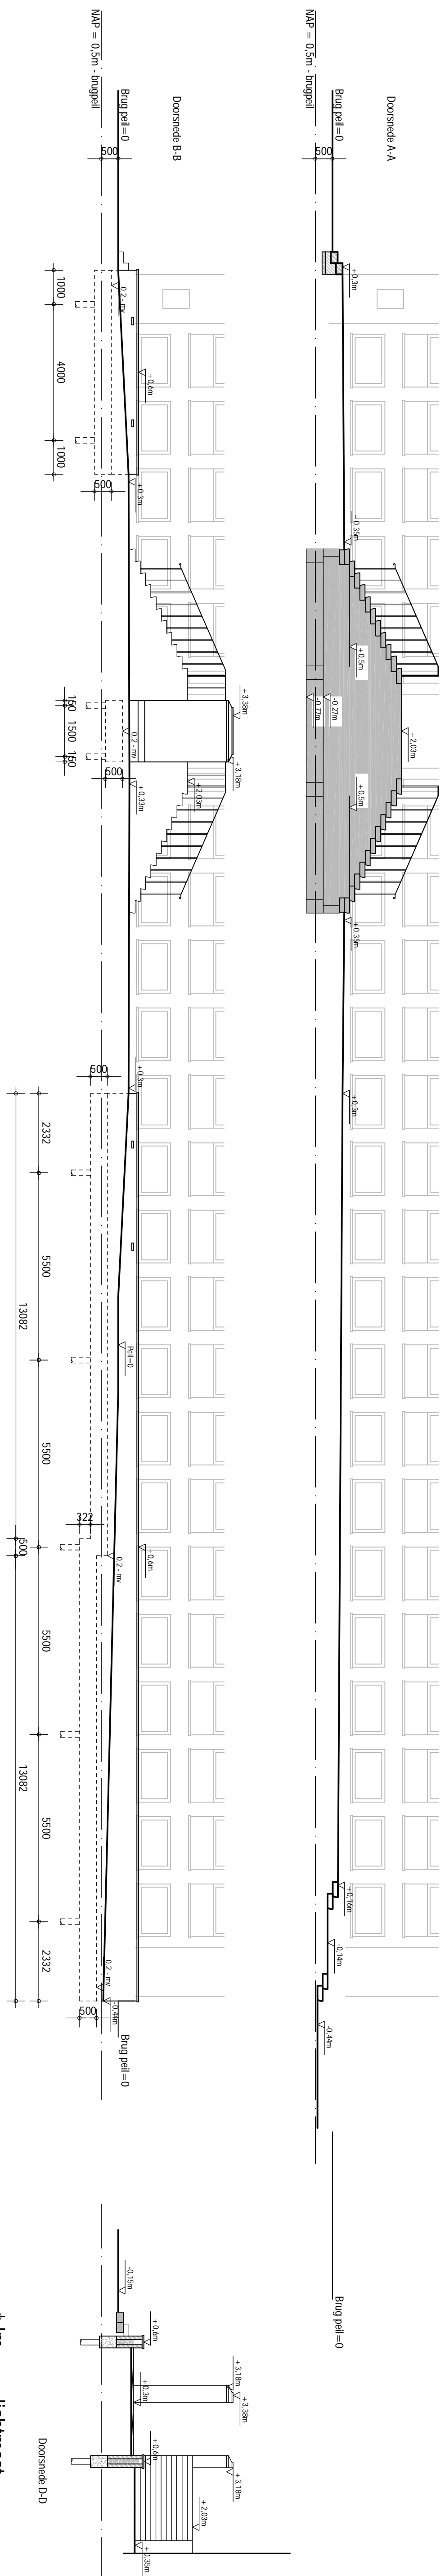 Doorsnede A-A
Brug peil=0
NAP = 0,5m - brugpeil
500
+0.3m
+0.35m
+0.5m
-0.27m
-0.77m
+2.03m
+0.5m
+0.35m
+0.3m
+0.16m
-0.14m
-0.44m
Brug peil=0
Doorsnede B-B
Brug peil=0
NAP = 0,5m - brugpeil
500
0.2 - mv
+0.6m
+0.3m
500
1000
4000
1000
+3.38m
+3.18m
0.2 - mv
+2.03m
+0.33m
500
150
1500
150
+0.3m
500
Peil=0
+0.6m
0.2 - mv
322
0.2 - mv
-0.44m
500
Brug peil=0
2332
5500
5500
5500
5500
2332
13082
500
13082
-0.15m
+0.6m
+0.3m
+3.18m
+3.38m
+0.6m
+3.18m
+2.03m
+0.35m
Doorsnede D-D